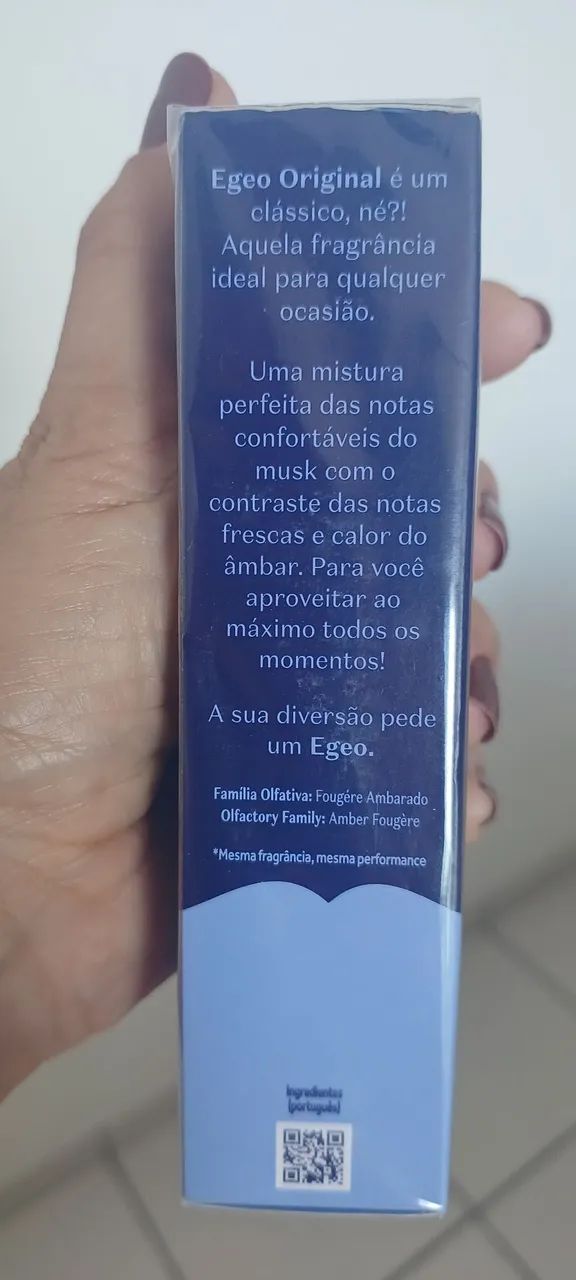 Egeo Original é um
clássico, né?!
Aquela fragrância
ideal para qualquer
ocasião.
Uma mistura
perfeita das notas
confortáveis do
musk com o
contraste das notas
frescas e calor do
âmbar. Para você
aproveitar ao
máximo todos os
momentos!
A sua diversão pede
um Egeo.
Família Olfativa: Fougére Ambarado
Olfactory Family: Amber Fougère
*Mesma fragrância, mesma performance
Ingredientes
(português)